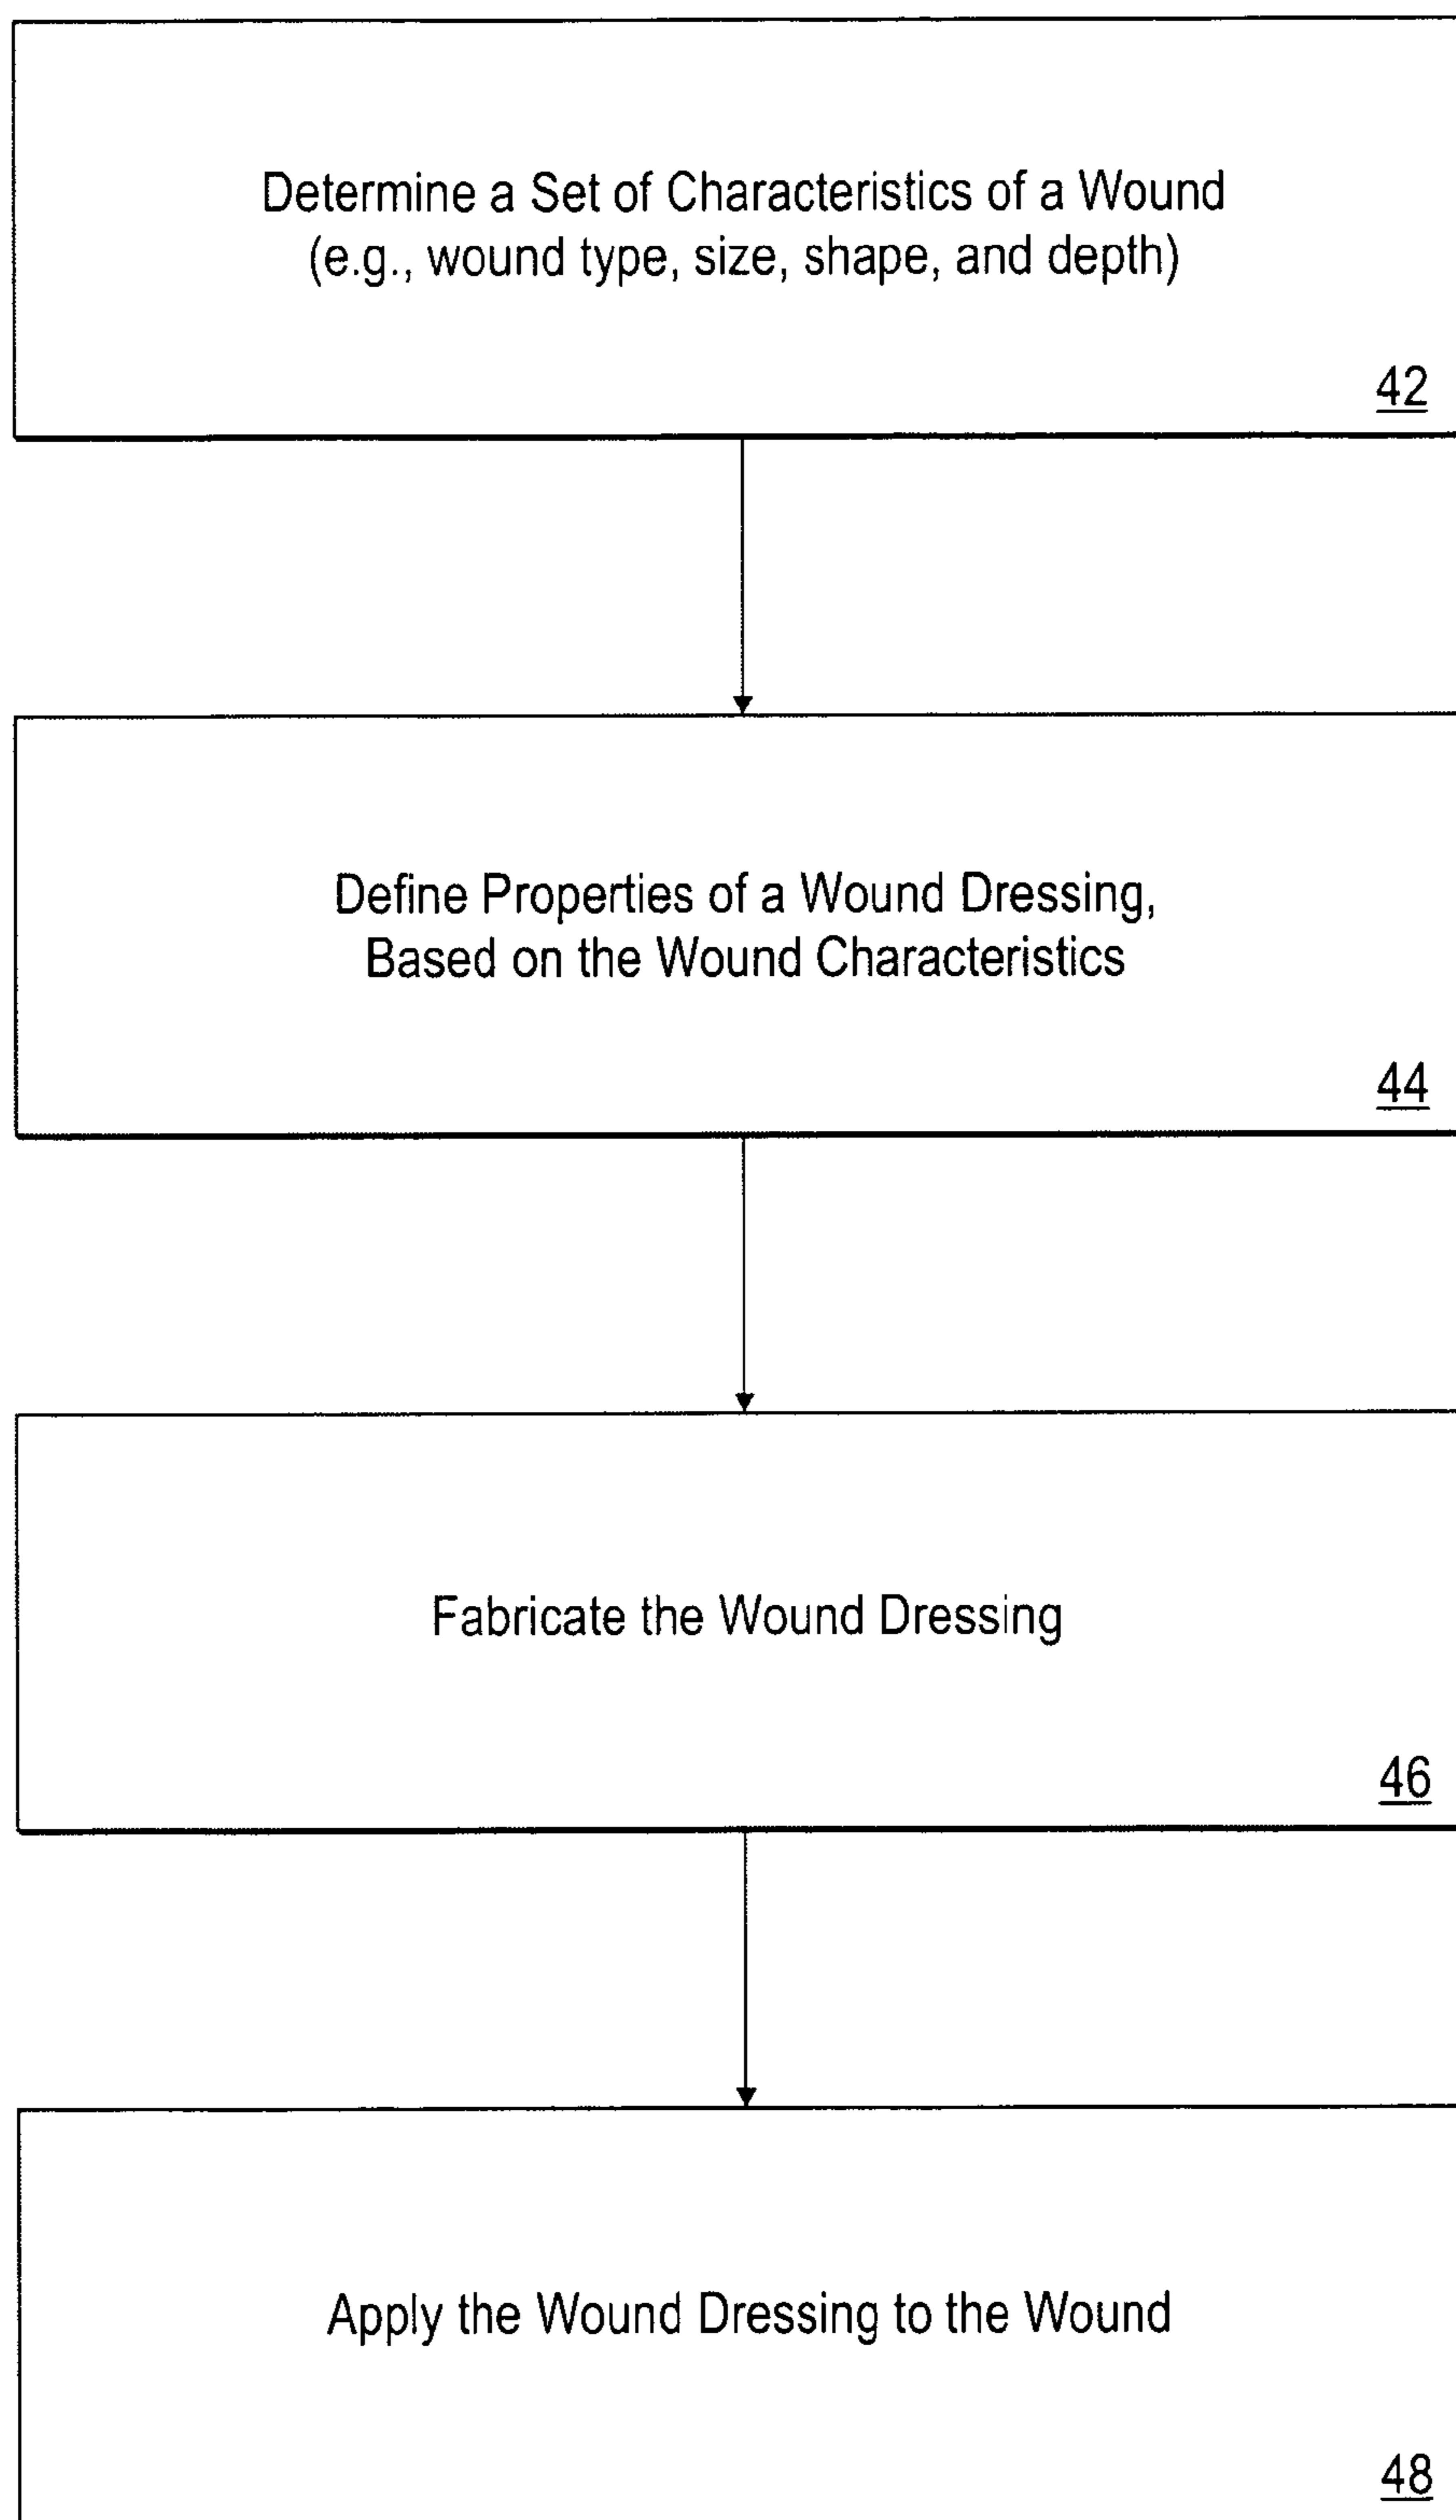 Determine a Set of Characteristics of a Wound
(e.g., wound type, size, shape, and depth)
42
Define Properties of a Wound Dressing,
Based on the Wound Characteristics
44
Fabricate the Wound Dressing
46
Apply the Wound Dressing to the Wound
48